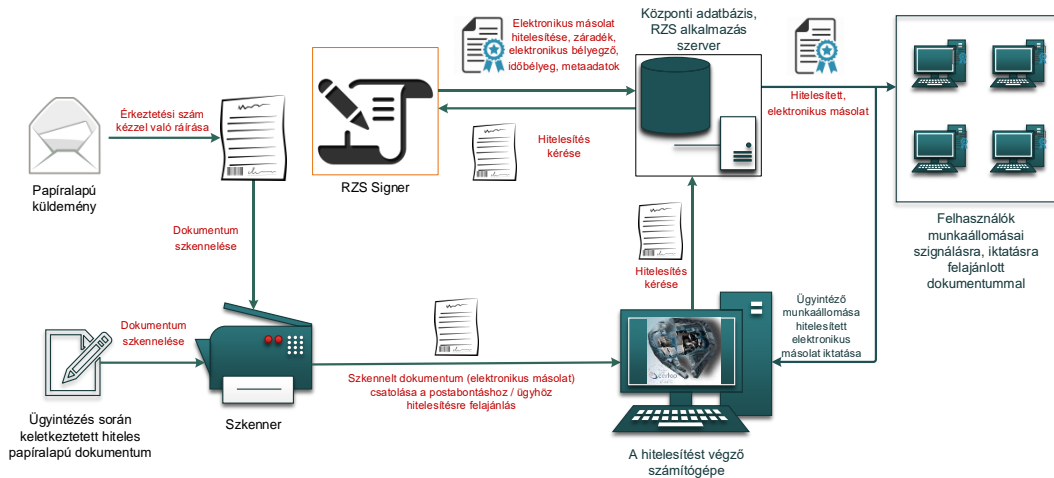 Elektronikus másolat
hitelesítése, záradék,
elektronikus bélyegző,
időbélyeg, metaadatok
Központi adatbázis,
RZS alkalmazás
szerver
Érkeztetési szám
kézzel való ráírása
Hitelesített,
elektronikus másolat
Hitelesítés
kérése
Papíralapú
küldemény
RZS Signer
Dokumentum
szkennelése
Hitelesítés
kérése
Felhasználók
munkaállomásai
szignálásra, iktatásra
felajánlott
dokumentummal
Dokumentum
szkennelése
Ügyintéző
munkaállomása
hitelesített
elektronikus
másolat iktatása
Szkennelt dokumentum (elektronikus másolat)
csatolása a postabontáshoz / ügyhöz
hitelesítésre felajánlás
Ügyintézés során
keletkeztetett hiteles
papíralapú dokumentum
Szkenner
A hitelesítést végző
számítógépe